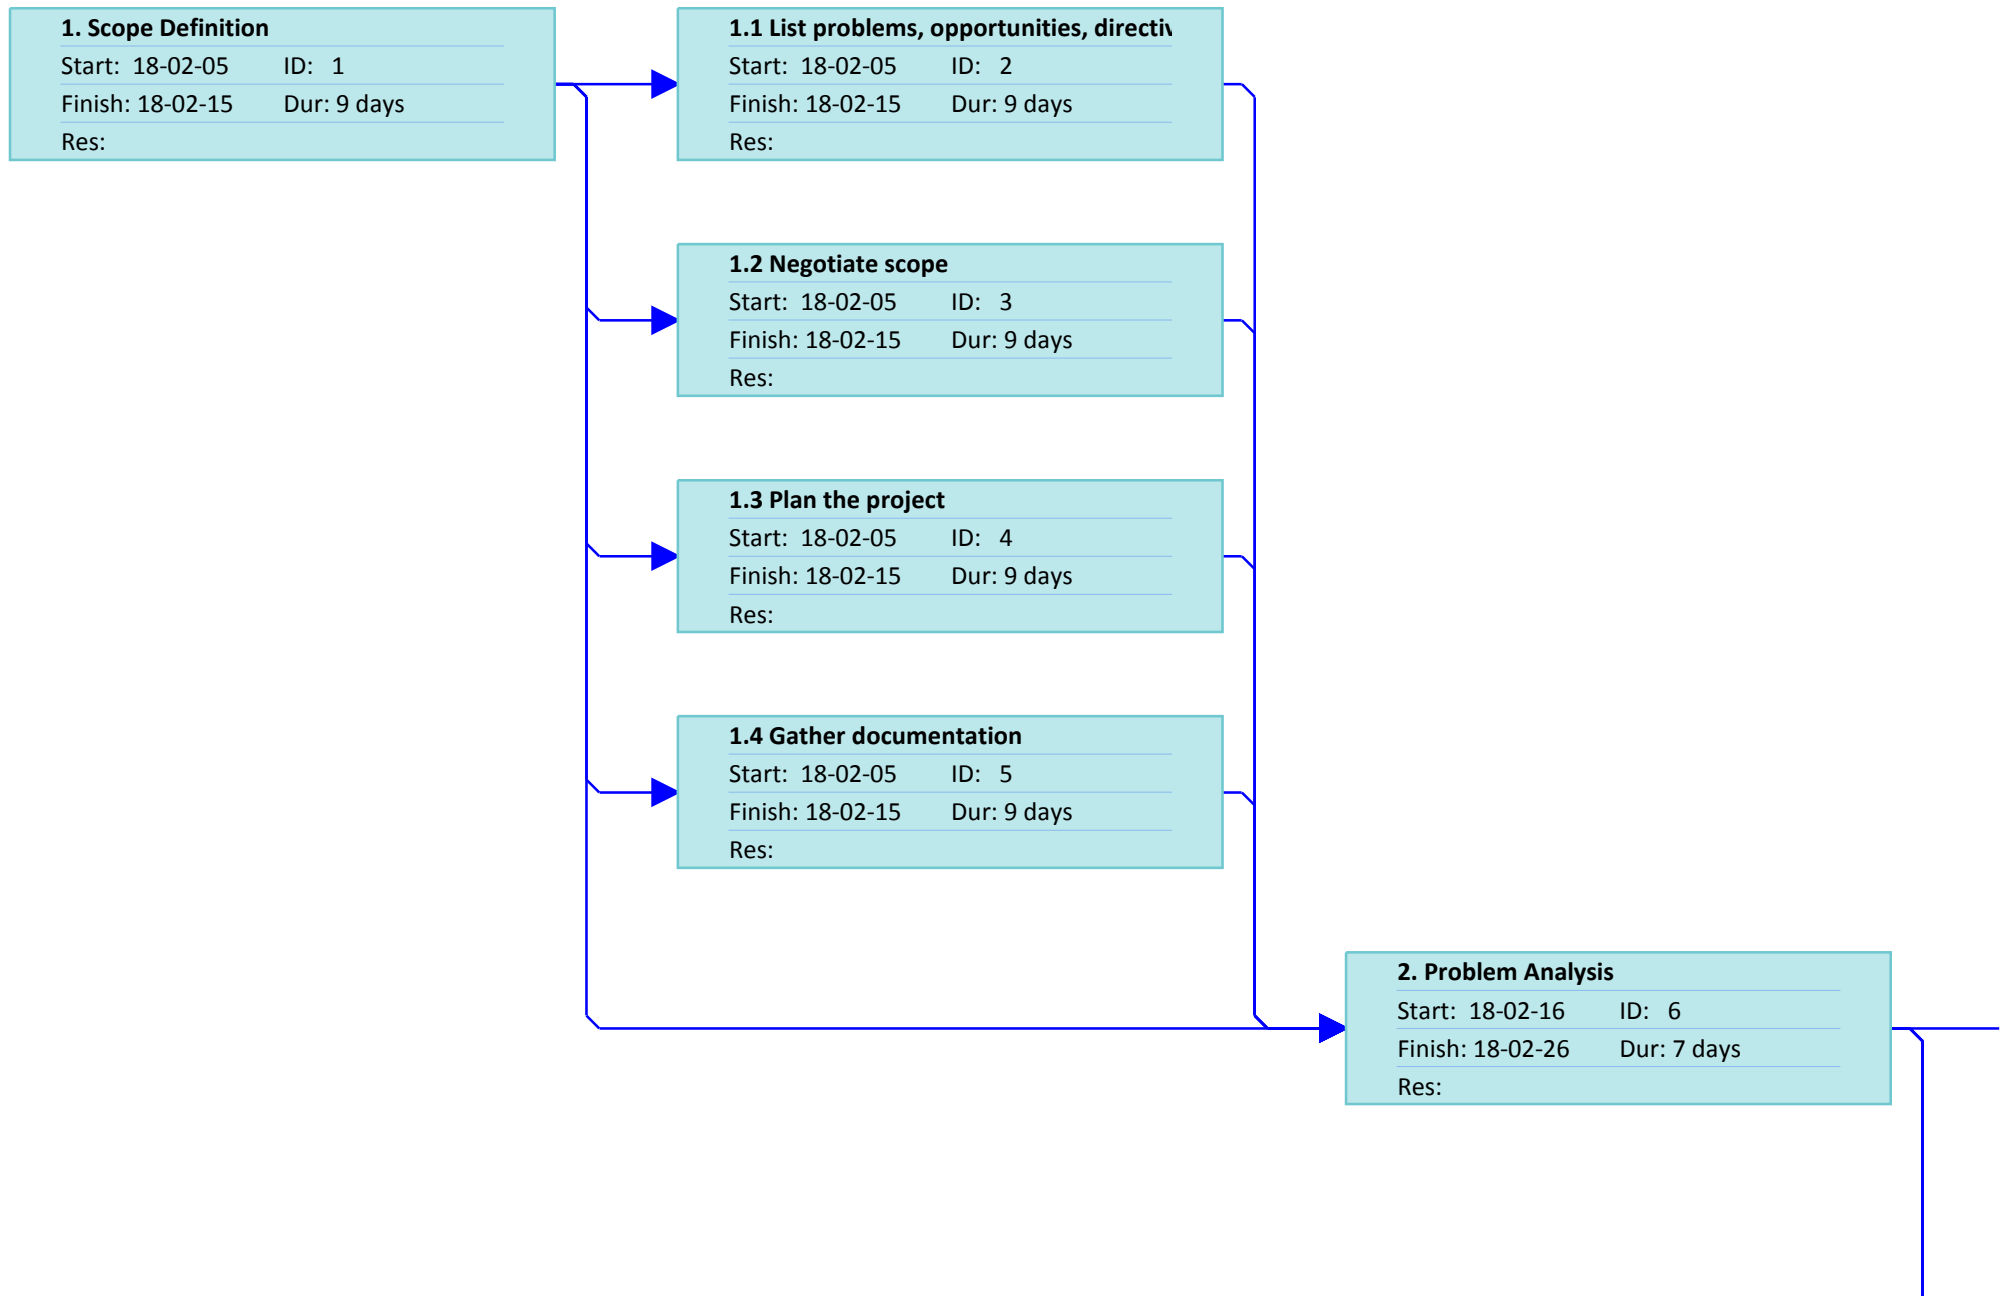 1. Scope Definition
Start: 18-02-05 ID: 1
Finish: 18-02-15 Dur: 9 days
Res:
1.1 List problems, opportunities, directiv
Start: 18-02-05 ID: 2
Finish: 18-02-15 Dur: 9 days
Res:
1.2 Negotiate scope
Start: 18-02-05 ID: 3
Finish: 18-02-15 Dur: 9 days
Res:
1.3 Plan the project
Start: 18-02-05 ID: 4
Finish: 18-02-15 Dur: 9 days
Res:
1.4 Gather documentation
Start: 18-02-05 ID: 5
Finish: 18-02-15 Dur: 9 days
Res:
2. Problem Analysis
Start: 18-02-16 ID: 6
Finish: 18-02-26 Dur: 7 days
Res: